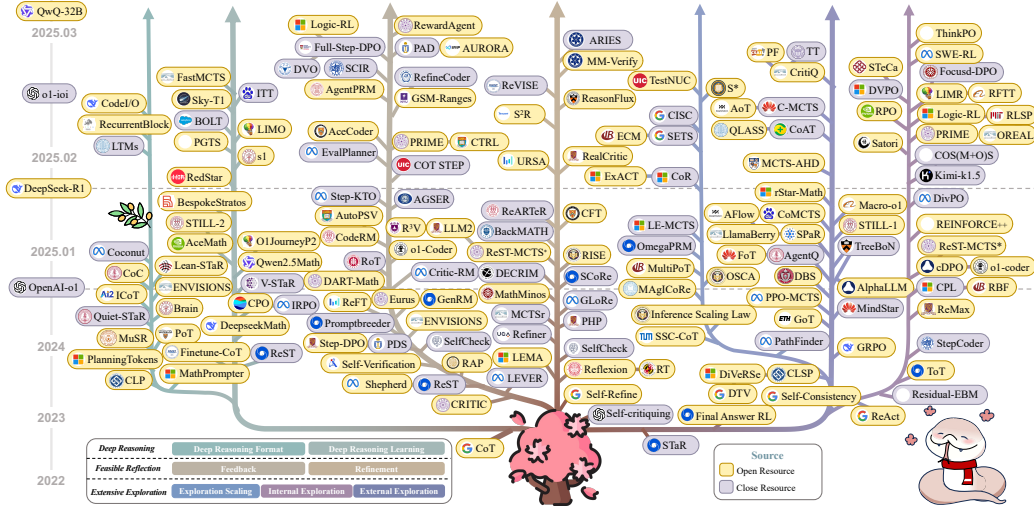 QwQ-32B
2025.03
o1-ioi
2025.02
DeepSeek-R1
2025.01
OpenAI-o1
2024
2023
2022
CodeI/O
RecurrentBlock
LTMs
Coconut
CoC
AI2 ICoT
Quiet-STaR
MuSR
PlanningTokens
CLP
FastMCTS
Sky-T1
BOLT
PGTS
RedStar
BespokeStratos
STILL-2
AceMath
Lean-STaR
ENVISIONS
Brain
PoT
Finetune-CoT
MathPrompter
ITT
LIMO
s1
O1JourneyP2
Qwen2.5Math
V-STaR
CPO
IRPO
DeepseekMath
ReST
Logic-RL
Full-Step-DPO
DVO
SCIR
AgentPRM
AceCoder
EvalPlanner
Step-KTO
AutoPSV
CodeRM
RoT
DART-Math
ReFT
Eurus
Promptbreeder
Step-DPO
PDS
Self-Verification
Shepherd
ReST
CRITIC
RewardAgent
PAD
AURORA
RefineCoder
GSM-Ranges
PRIME
CTRL
UIC COT STEP
AGSER
R³V
LLM2
o1-Coder
Critic-RM
GenRM
ENVISIONS
SelfCheck
RAP
ReVISE
S²R
URSA
ReARTeR
BackMATH
ReST-MCTS*
DECRIM
MathMinos
MCTSr
UGA Refiner
LEMA
LEVER
ARIES
MM-Verify
ReasonFlux
RealCritic
CFT
RISE
SCoRe
GLoRe
PHP
SelfCheck
Reflexion
RT
Self-Refine
Self-critiquing
CoT
STaR
UIC TestNUC
CISC
ECM
SETS
ExACT
CoR
LE-MCTS
OmegaPRM
MultiPoT
MAgICoRe
Inference Scaling Law
SSC-CoT
DiVeRSe
CLSP
DTV
Self-Consistency
Final Answer RL
PF
TT
CritiQ
S*
AoT
C-MCTS
QLASS
CoAT
MCTS-AHD
rStar-Math
AFlow
CoMCTS
LlamaBerry
SPaR
FoT
AgentQ
OSCA
DBS
PPO-MCTS
ETH GoT
PathFinder
STeCa
DVPO
RPO
Satori
Macro-o1
STILL-1
TreeBoN
AlphaLLM
MindStar
GRPO
ReAct
ThinkPO
SWE-RL
Focusd-DPO
LIMR
RFTT
Logic-RL
RLSP
PRIME
OREAL
COS(M+O)S
Kimi-k1.5
DivPO
REINFORCE++
ReST-MCTS*
cDPO
o1-coder
CPL
RBF
ReMax
StepCoder
ToT
Residual-EBM
Deep Reasoning
Deep Reasoning Format
Deep Reasoning Learning
Feasible Reflection
Feedback
Refinement
Extensive Exploration
Exploration Scaling
Internal Exploration
External Exploration
Source
Open Resource
Close Resource